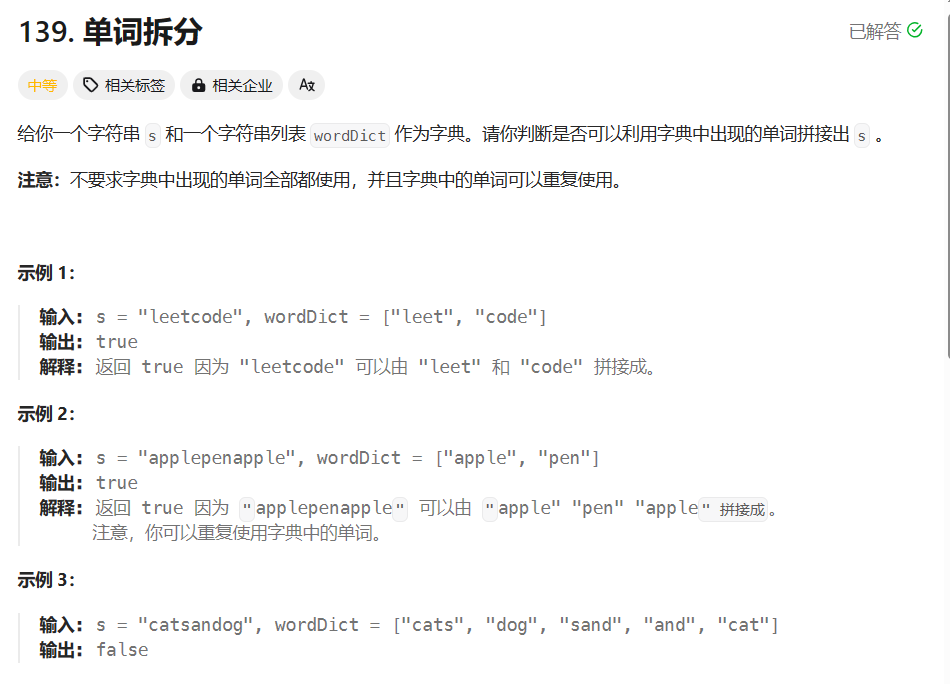 139. 单词拆分
已解答
中等 相关标签 相关企业 Aあ
给你一个字符串 s 和一个字符串列表 wordDict 作为字典。请你判断是否可以利用字典中出现的单词拼接出 s 。
注意：不要求字典中出现的单词全部都使用，并且字典中的单词可以重复使用。
示例 1：
输入: s = "leetcode", wordDict = ["leet", "code"]
输出: true
解释: 返回 true 因为 "leetcode" 可以由 "leet" 和 "code" 拼接成。
示例 2：
输入: s = "applepenapple", wordDict = ["apple", "pen"]
输出: true
解释: 返回 true 因为 "applepenapple" 可以由 "apple" "pen" "apple" 拼接成。
注意，你可以重复使用字典中的单词。
示例 3：
输入: s = "catsandog", wordDict = ["cats", "dog", "sand", "and", "cat"]
输出: false